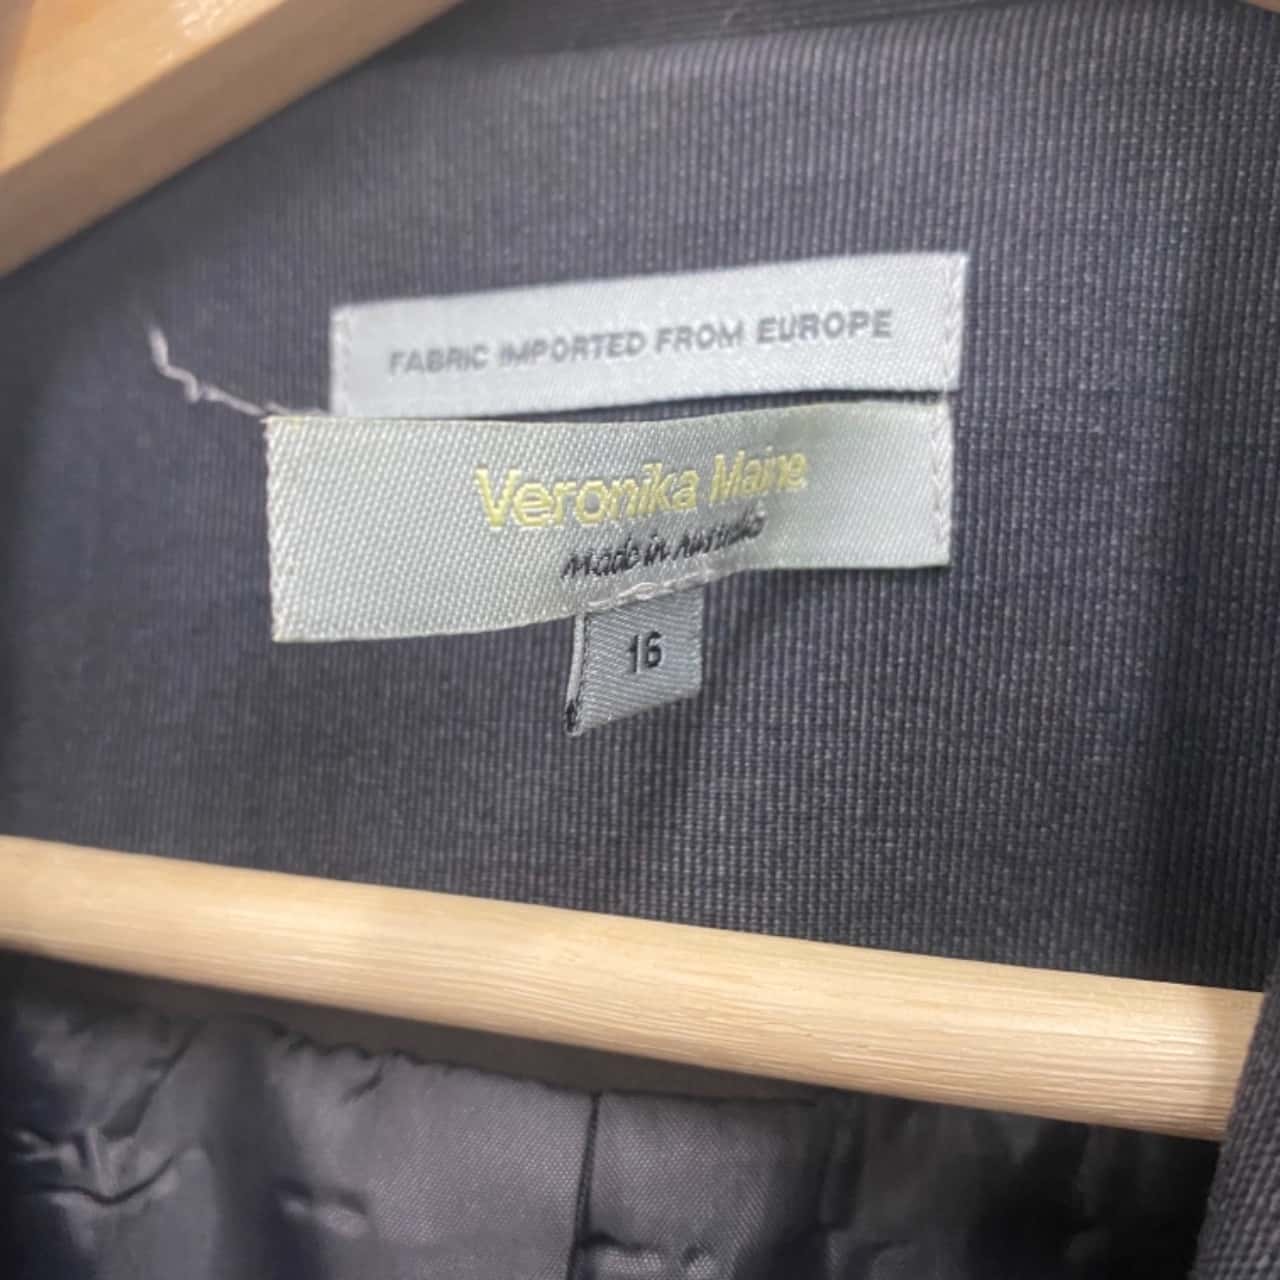 FABRIC IMPORTED FROM EUROPE
Veronika Maine
Made in Australia
16